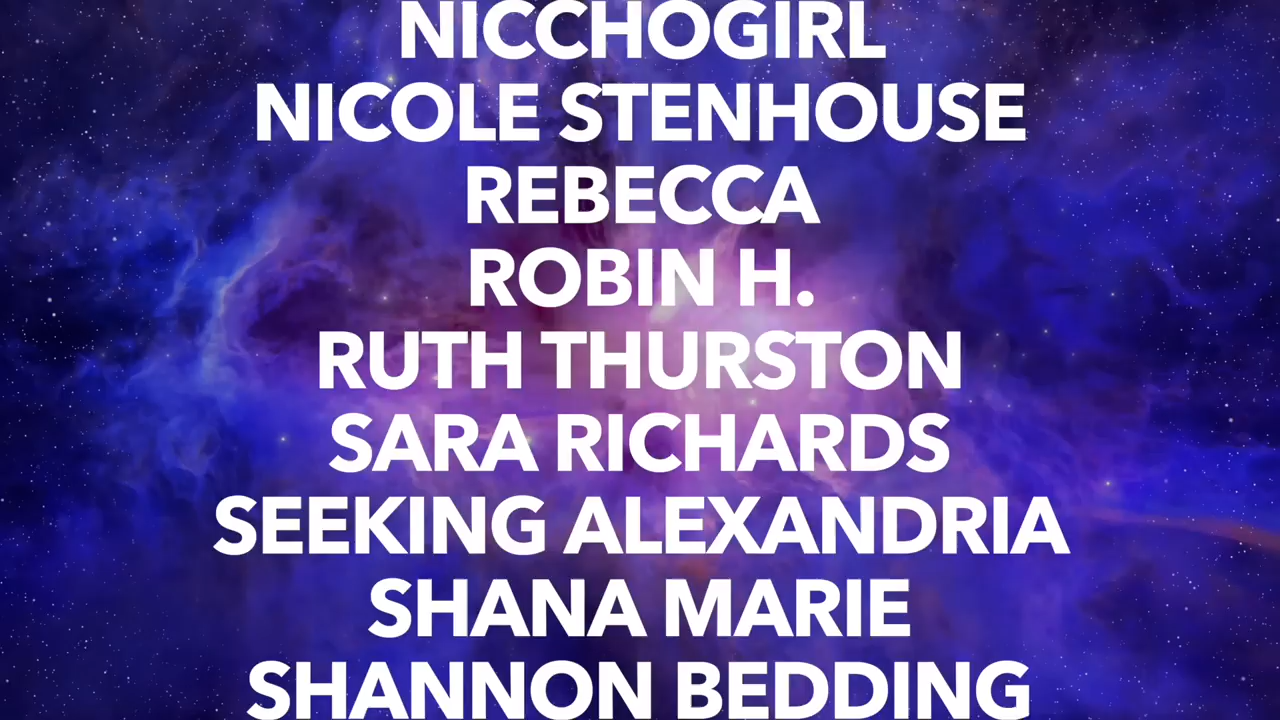 NICCHOGIRL
NICOLE STENHOUSE
REBECCA
ROBIN H.
RUTH THURSTON
SARA RICHARDS
SEEKING ALEXANDRIA
SHANA MARIE
SHANNON BEDDING